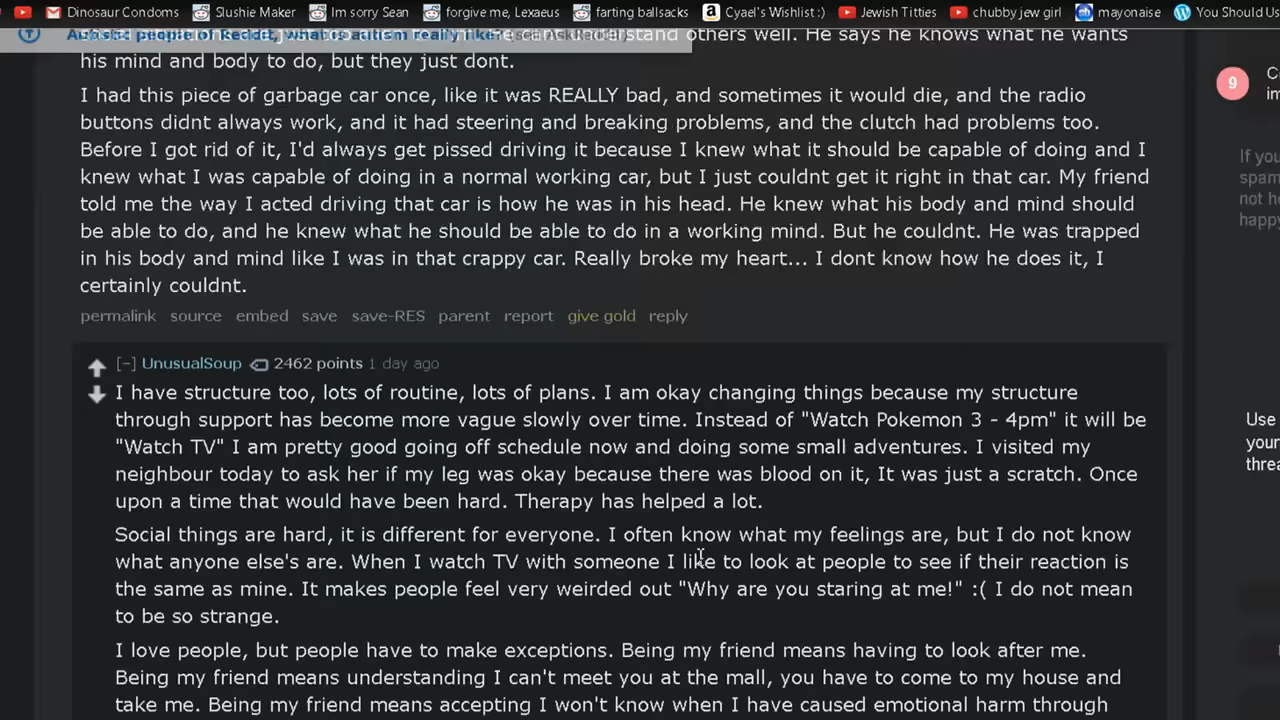 Dinosaur Condoms Slushie Maker Im sorry Sean forgive me, Lexaeus farting ballsacks Cyael's Wishlist :) Jewish Titties chubby jew girl mayonaise You Should Us
others well. He says he knows what he wants
his mind and body to do, but they just dont.
I had this piece of garbage car once, like it was REALLY bad, and sometimes it would die, and the radio
buttons didnt always work, and it had steering and breaking problems, and the clutch had problems too.
Before I got rid of it, I'd always get pissed driving it because I knew what it should be capable of doing and I
knew what I was capable of doing in a normal working car, but I just couldnt get it right in that car. My friend
told me the way I acted driving that car is how he was in his head. He knew what his body and mind should
be able to do, and he knew what he should be able to do in a working mind. But he couldnt. He was trapped
in his body and mind like I was in that crappy car. Really broke my heart... I dont know how he does it, I
certainly couldnt.
permalink source embed save save-RES parent report give gold reply
[-] UnusualSoup 2462 points 1 day ago
I have structure too, lots of routine, lots of plans. I am okay changing things because my structure
through support has become more vague slowly over time. Instead of "Watch Pokemon 3 - 4pm" it will be
"Watch TV" I am pretty good going off schedule now and doing some small adventures. I visited my
neighbour today to ask her if my leg was okay because there was blood on it, It was just a scratch. Once
upon a time that would have been hard. Therapy has helped a lot.
Social things are hard, it is different for everyone. I often know what my feelings are, but I do not know
what anyone else's are. When I watch TV with someone I like to look at people to see if their reaction is
the same as mine. It makes people feel very weirded out "Why are you staring at me!" :( I do not mean
to be so strange.
I love people, but people have to make exceptions. Being my friend means having to look after me.
Being my friend means understanding I can't meet you at the mall, you have to come to my house and
take me. Being my friend means accepting I won't know when I have caused emotional harm through
9
If you
spam
not he
happy
Use
your
threa